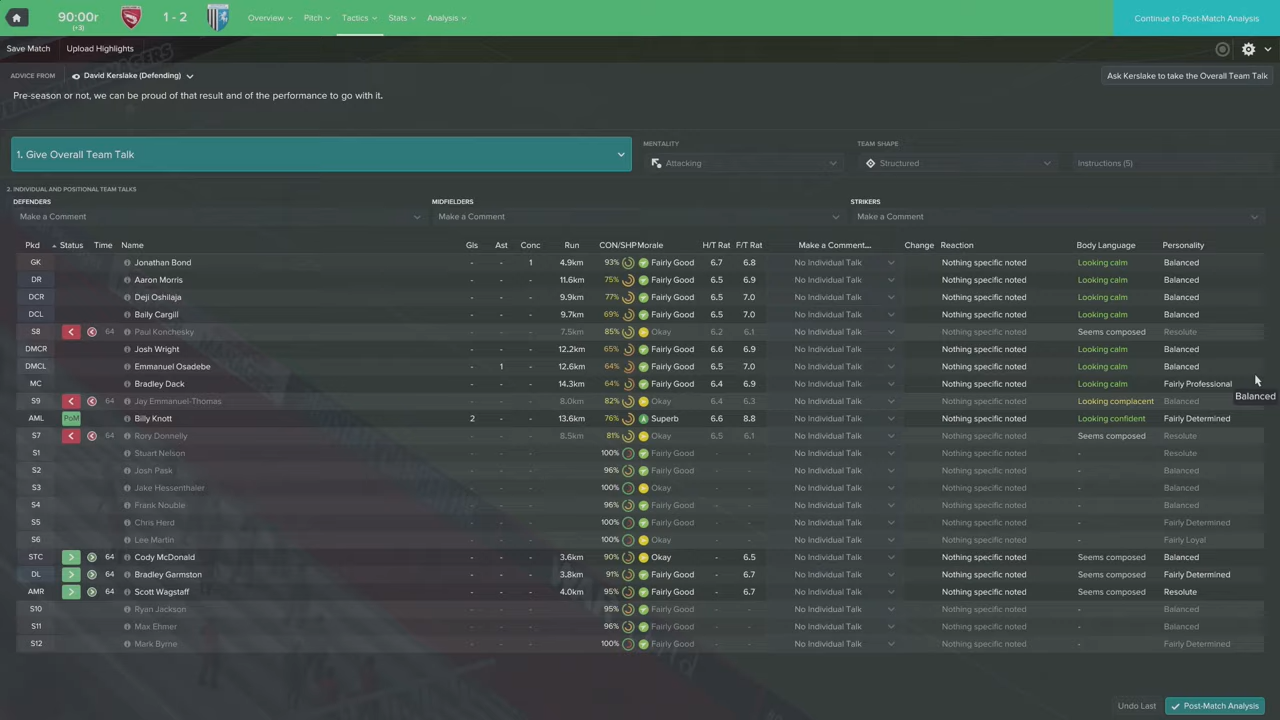 90:00r
(+3)
1 - 2
Overview
Pitch
Tactics
Stats
Analysis
Continue to Post-Match Analysis
Save Match
Upload Highlights
ADVICE FROM
David Kerslake (Defending)
Ask Kerslake to take the Overall Team Talk
Pre-season or not, we can be proud of that result and of the performance to go with it.
1. Give Overall Team Talk
MENTALITY
Attacking
TEAM SHAPE
Structured
Instructions (5)
2. INDIVIDUAL AND POSITIONAL TEAM TALKS
DEFENDERS
MIDFIELDERS
STRIKERS
Make a Comment
Make a Comment
Make a Comment
Pkd Status Time Name Gls Ast Conc Run CON/SHP Morale H/T Rat F/T Rat Make a Comment.... Change Reaction Body Language Personality
GK Jonathan Bond - - 1 4.9km 93% Fairly Good 6.7 6.8 No Individual Talk Nothing specific noted Looking calm Balanced
DR Aaron Morris - - - 11.6km 75% Fairly Good 6.5 6.9 No Individual Talk Nothing specific noted Looking calm Balanced
DCR Deji Oshilaja - - - 9.9km 77% Fairly Good 6.5 7.0 No Individual Talk Nothing specific noted Looking calm Balanced
DCL Baily Cargill - - - 9.7km 69% Fairly Good 6.5 7.0 No Individual Talk Nothing specific noted Looking calm Balanced
S8 64 Paul Konchesky - - - 7.5km 85% Okay 6.2 6.1 No Individual Talk Nothing specific noted Seems composed Resolute
DMCR Josh Wright - - - 12.2km 65% Fairly Good 6.6 6.9 No Individual Talk Nothing specific noted Looking calm Balanced
DMCL Emmanuel Osadebe - 1 - 12.6km 64% Fairly Good 6.5 7.0 No Individual Talk Nothing specific noted Looking calm Balanced
MC Bradley Dack - - - 14.3km 64% Fairly Good 6.4 6.9 No Individual Talk Nothing specific noted Looking calm Fairly Professional
S9 64 Jay Emmanuel-Thomas - - - 8.0km 82% Okay 6.4 6.3 No Individual Talk Nothing specific noted Looking complacent Balanced
Balanced
AML PoM Billy Knott 2 - - 13.6km 76% Superb 6.6 8.8 No Individual Talk Nothing specific noted Looking confident Fairly Determined
S7 64 Rory Donnelly - - - 8.5km 81% Okay 6.5 6.1 No Individual Talk Nothing specific noted Seems composed Resolute
S1 Stuart Nelson - - - 100% Fairly Good - - No Individual Talk Nothing specific noted - Resolute
S2 Josh Pask - - - 96% Fairly Good - - No Individual Talk Nothing specific noted - Balanced
S3 Jake Hessenthaler - - - 100% Okay - - No Individual Talk Nothing specific noted - Balanced
S4 Frank Nouble - - - 96% Fairly Good - - No Individual Talk Nothing specific noted - Balanced
S5 Chris Herd - - - 100% Fairly Good - - No Individual Talk Nothing specific noted - Fairly Determined
S6 Lee Martin - - - 100% Okay - - No Individual Talk Nothing specific noted - Fairly Loyal
STC 64 Cody McDonald - - - 3.6km 90% Okay - 6.5 No Individual Talk Nothing specific noted Seems composed Balanced
DL 64 Bradley Garmston - - - 3.8km 91% Fairly Good - 6.7 No Individual Talk Nothing specific noted Seems composed Fairly Determined
AMR 64 Scott Wagstaff - - - 4.0km 95% Fairly Good - 6.7 No Individual Talk Nothing specific noted Seems composed Resolute
S10 Ryan Jackson - - - 95% Fairly Good - - No Individual Talk Nothing specific noted - Balanced
S11 Max Ehmer - - - 96% Fairly Good - - No Individual Talk Nothing specific noted - Balanced
S12 Mark Byrne - - - 100% Fairly Good - - No Individual Talk Nothing specific noted - Fairly Determined
Undo Last
Post-Match Analysis